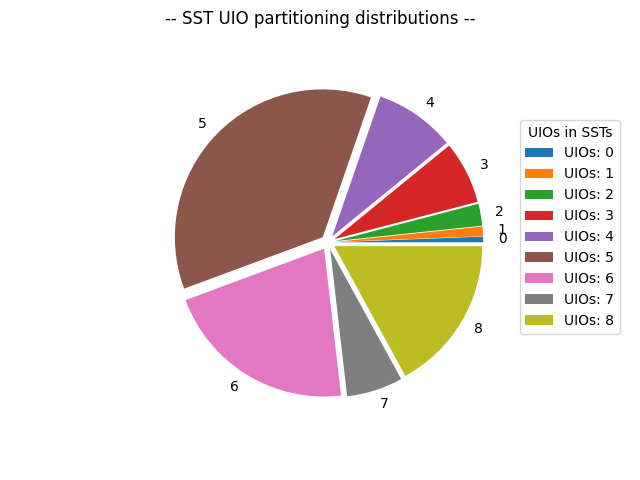 -- SST UIO partitioning distributions --
4
5
3
2
1
0
8
6
7
UIOs in SSTs
UIOs: 0
UIOs: 1
UIOs: 2
UIOs: 3
UIOs: 4
UIOs: 5
UIOs: 6
UIOs: 7
UIOs: 8